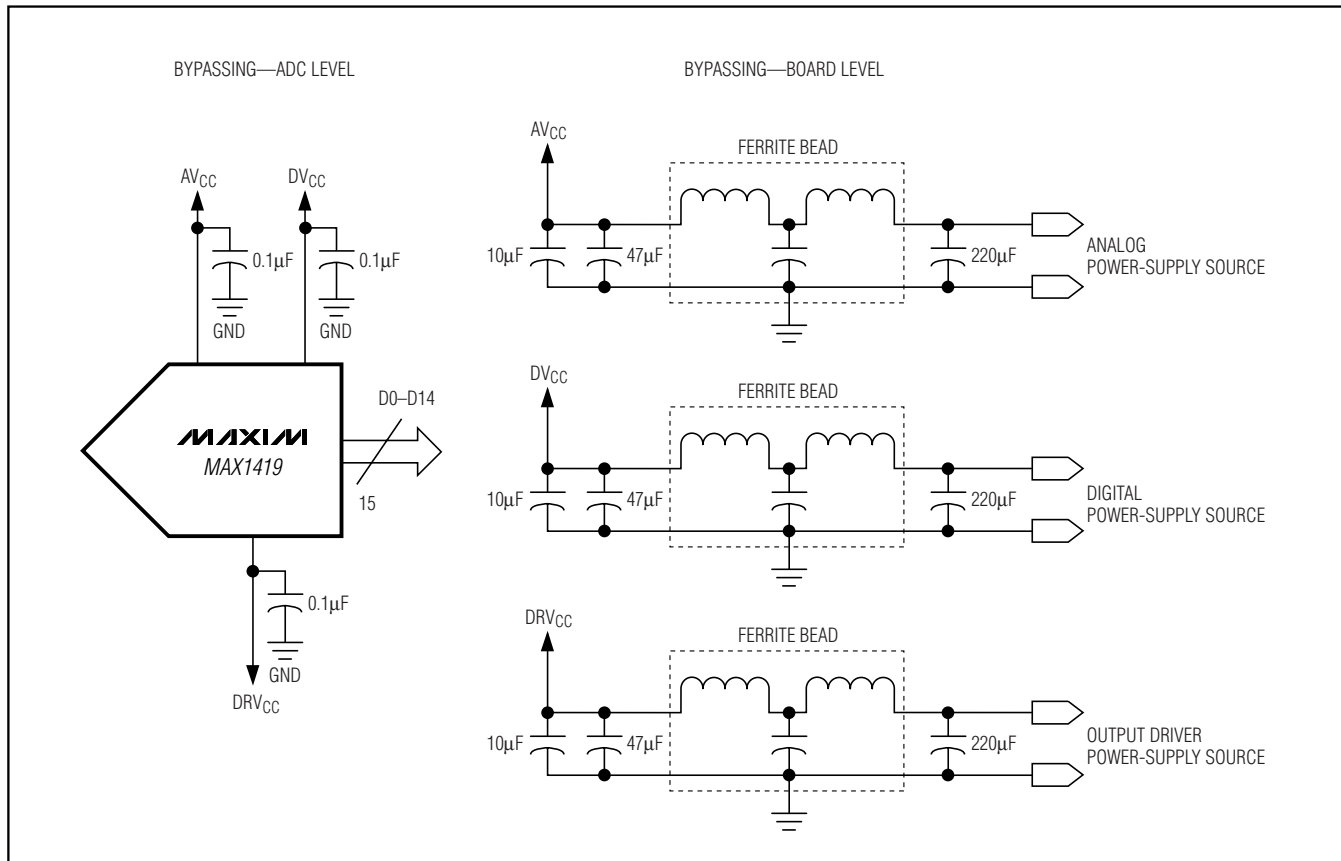 BYPASSING—ADC LEVEL
AVCC
DVCC
0.1µF
0.1µF
GND
GND
D0–D14
MAXIM
MAX1419
15
0.1µF
GND
DRVCC
BYPASSING—BOARD LEVEL
AVCC
FERRITE BEAD
10µF
47µF
220µF
ANALOG
POWER-SUPPLY SOURCE
DVCC
FERRITE BEAD
10µF
47µF
220µF
DIGITAL
POWER-SUPPLY SOURCE
DRVCC
FERRITE BEAD
10µF
47µF
220µF
OUTPUT DRIVER
POWER-SUPPLY SOURCE